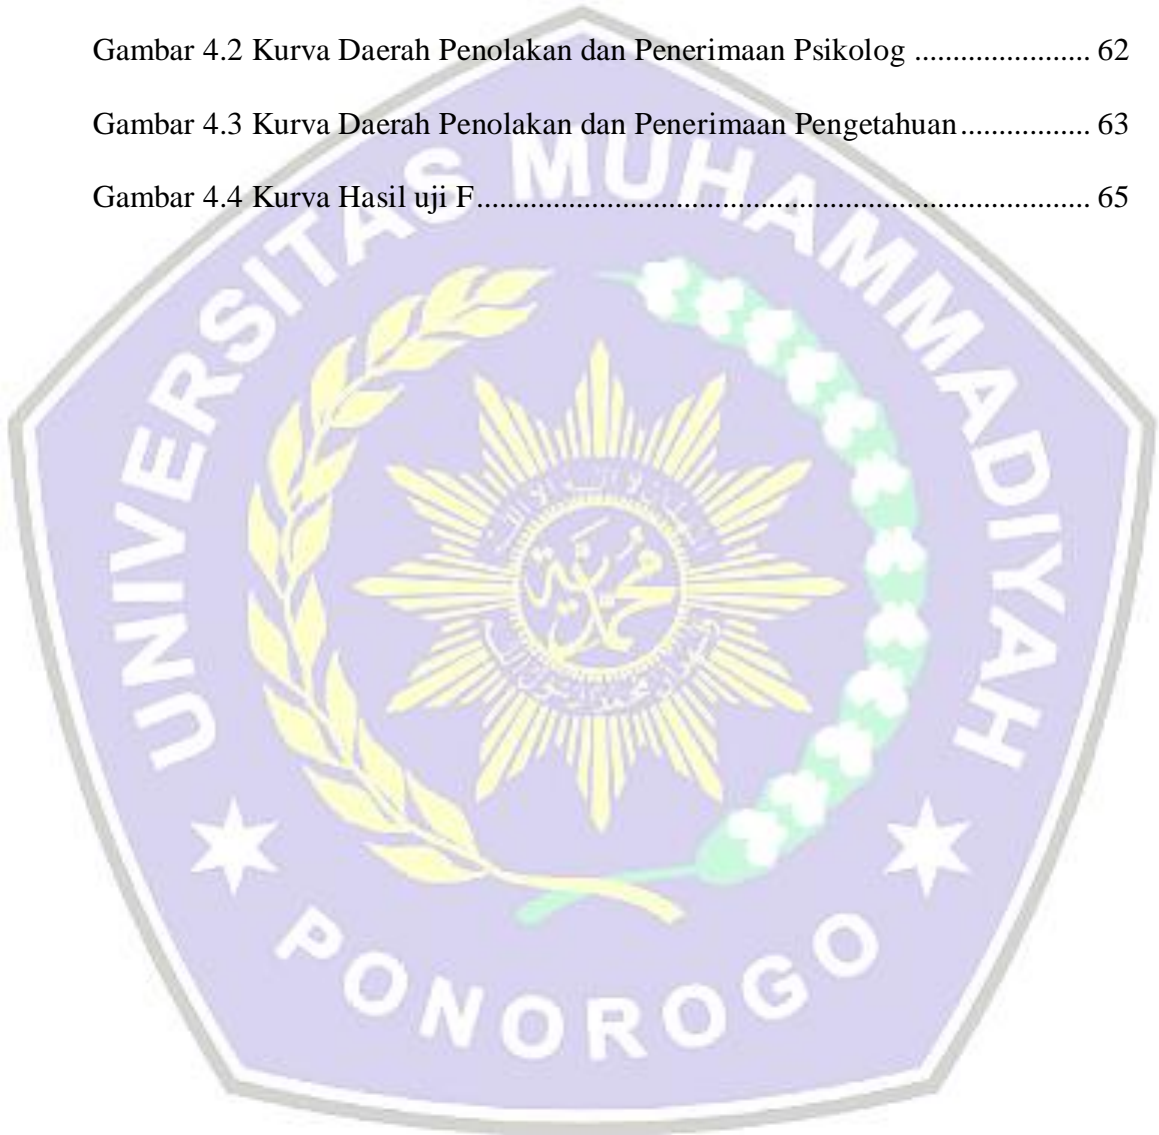 Gambar 4.2 Kurva Daerah Penolakan dan Penerimaan Psikolog ....................... 62
Gambar 4.3 Kurva Daerah Penolakan dan Penerimaan Pengetahuan ................. 63
Gambar 4.4 Kurva Hasil uji F ................................................................................ 65
UNIVERSITAS MUHAMMADIYAH
PONOROGO
محمدية